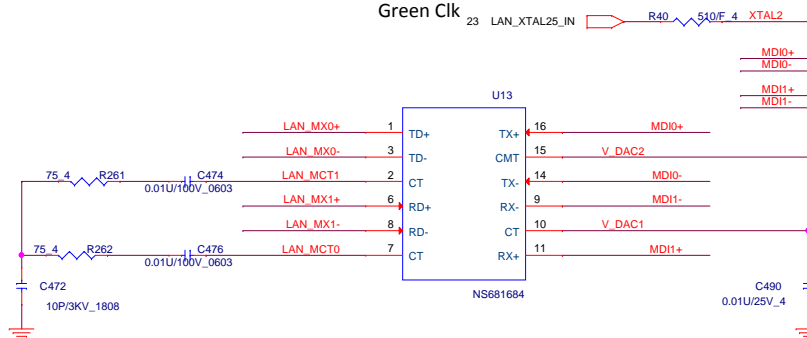 Green Clk
23 LAN_XTAL25_IN R40 510/F_4 XTAL2
MDI0+
MDI0-
MDI1+
MDI1-
U13
LAN_MX0+ 1 TD+ TX+ 16 MDI0+
LAN_MX0- 3 TD- CMT 15 V_DAC2
75_4 R261 C474 0.01U/100V_0603 LAN_MCT1 2 CT TX- 14 MDI0-
LAN_MX1+ 6 RD+ RX- 9 MDI1-
LAN_MX1- 8 RD- CT 10 V_DAC1
75_4 R262 C476 0.01U/100V_0603 LAN_MCT0 7 CT RX+ 11 MDI1+
C472
10P/3KV_1808
NS681684
C490
0.01U/25V_4